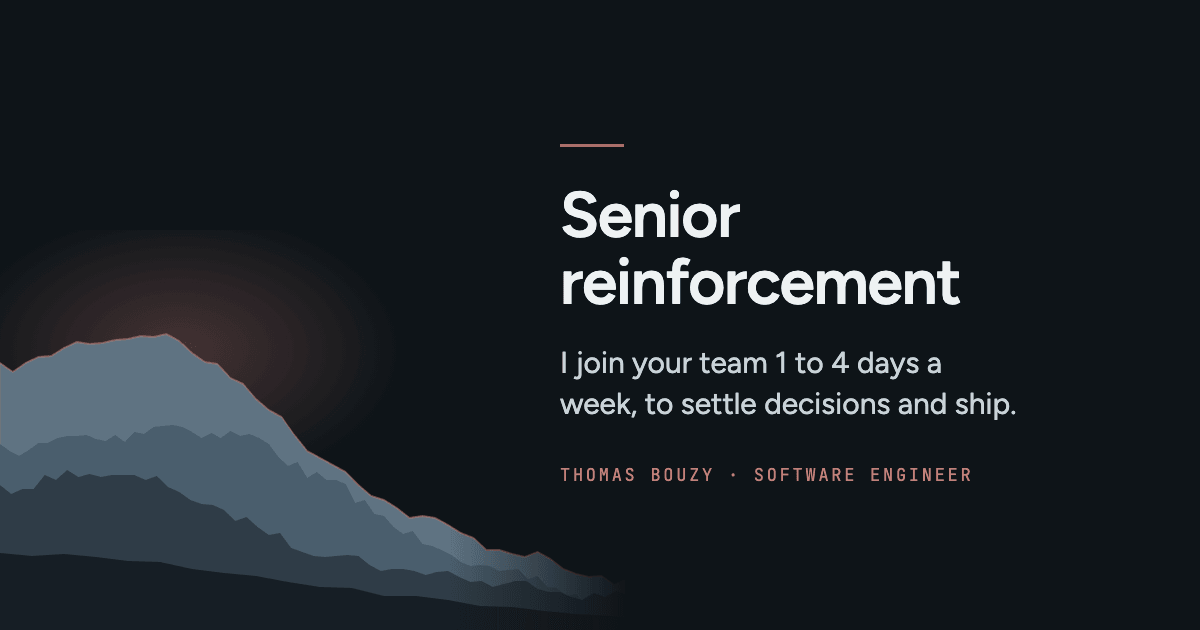 Senior
reinforcement
I join your team 1 to 4 days a
week, to settle decisions and ship.
THOMAS BOUZY · SOFTWARE ENGINEER